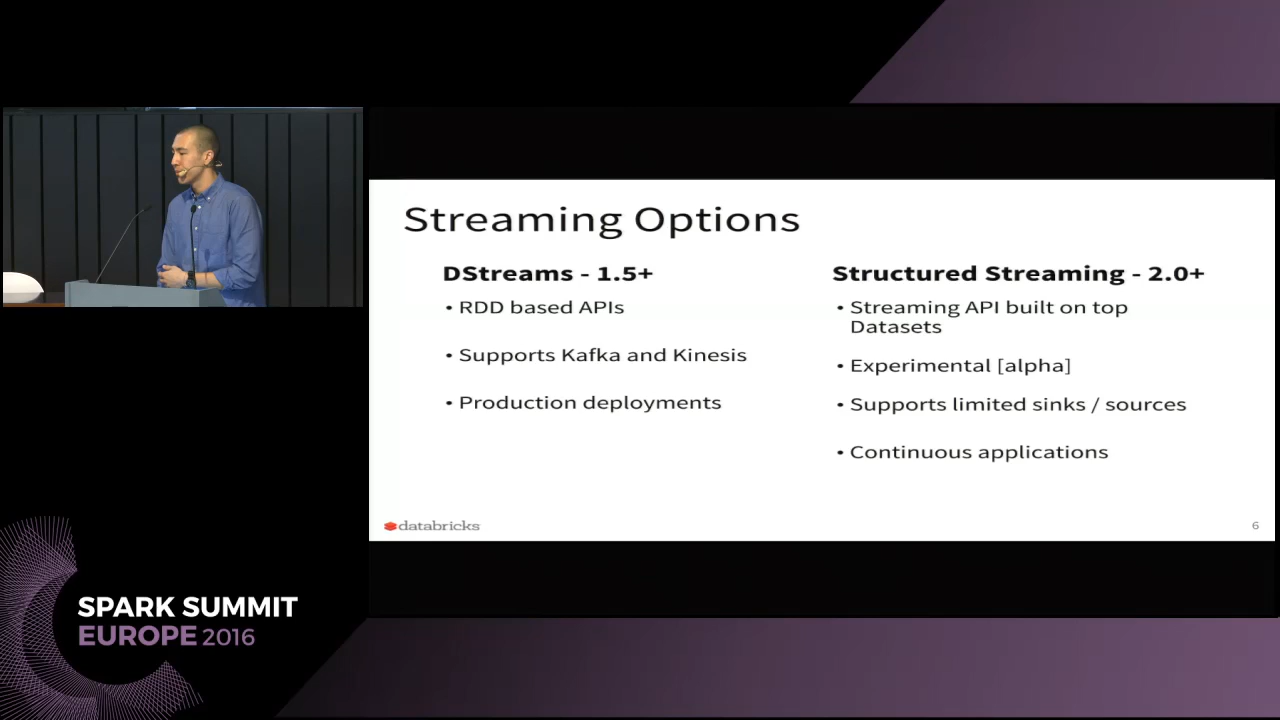 Streaming Options
DStreams - 1.5+
• RDD based APIs
• Supports Kafka and Kinesis
• Production deployments
Structured Streaming - 2.0+
• Streaming API built on top
Datasets
• Experimental [alpha]
• Supports limited sinks / sources
• Continuous applications
databricks
6
SPARK SUMMIT
EUROPE 2016